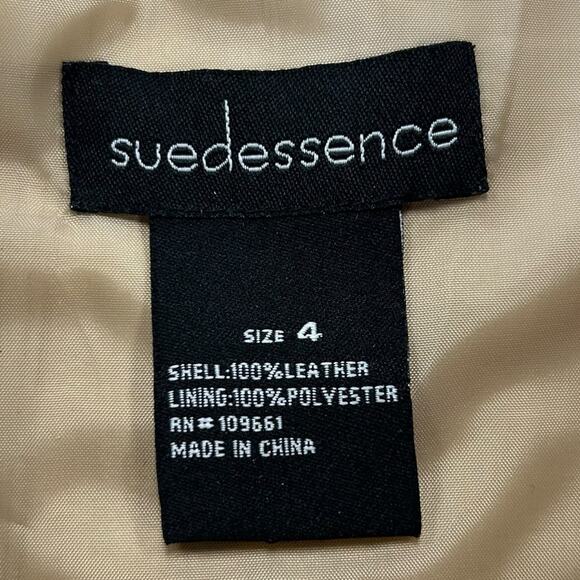 suedessence
SIZE 4
SHELL:100%LEATHER
LINING:100%POLYESTER
RN#109661
MADE IN CHINA